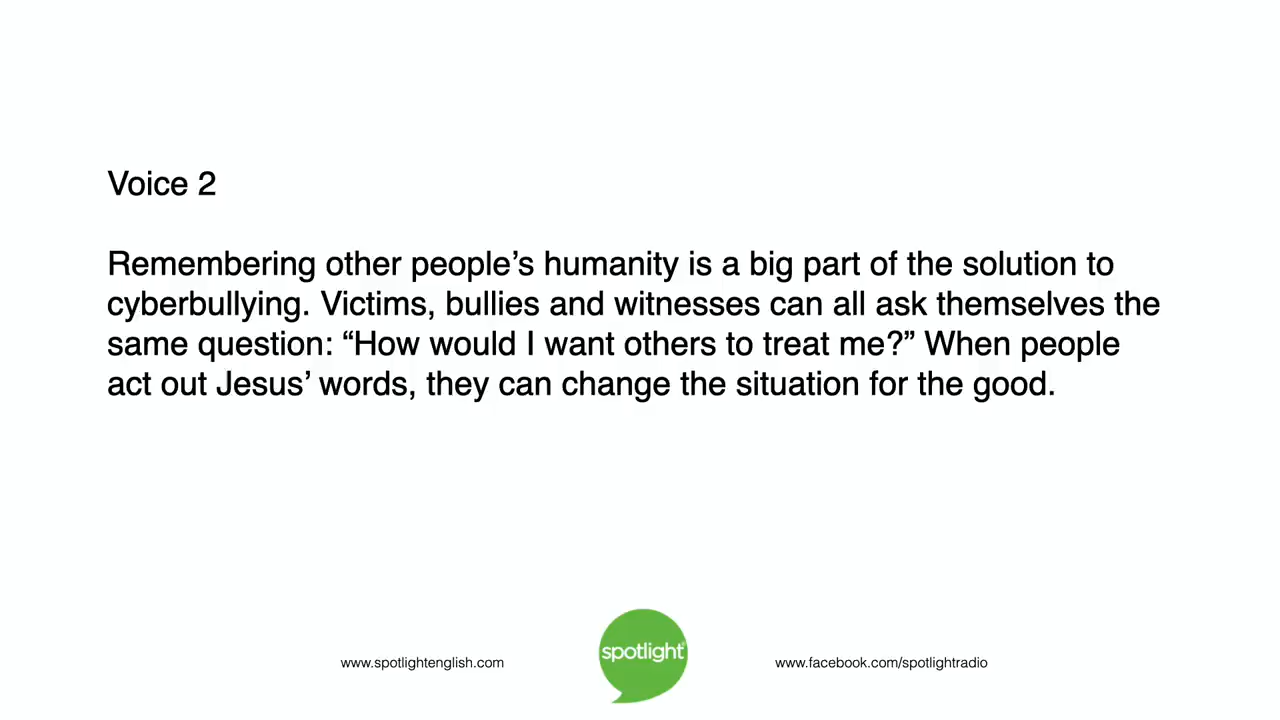 Voice 2
Remembering other people’s humanity is a big part of the solution to
cyberbullying. Victims, bullies and witnesses can all ask themselves the
same question: “How would I want others to treat me?” When people
act out Jesus’ words, they can change the situation for the good.
www.spotlightenglish.com
spotlight
www.facebook.com/spotlightradio